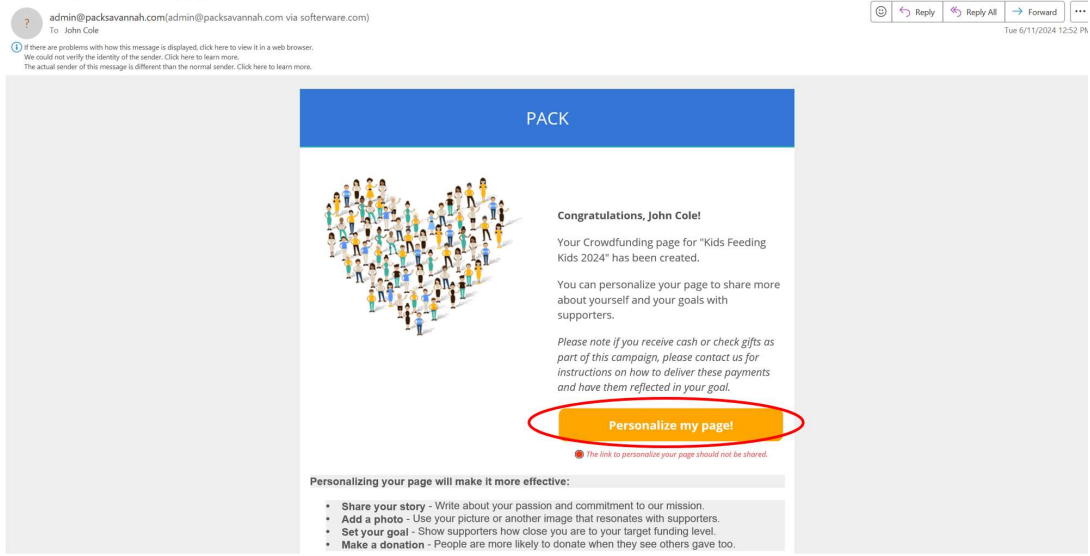 ?
admin@packsavannah.com(admin@packsavannah.com via softerware.com)
To John Cole
Reply
Reply All
Forward
Tue 6/11/2024 12:52 PM
i If there are problems with how this message is displayed, click here to view it in a web browser.
We could not verify the identity of the sender. Click here to learn more.
The actual sender of this message is different than the normal sender. Click here to learn more.
PACK
Congratulations, John Cole!
Your Crowdfunding page for "Kids Feeding
Kids 2024" has been created.
You can personalize your page to share more
about yourself and your goals with
supporters.
Please note if you receive cash or check gifts as
part of this campaign, please contact us for
instructions on how to deliver these payments
and have them reflected in your goal.
Personalize my page!
The link to personalize your page should not be shared.
Personalizing your page will make it more effective:
• Share your story - Write about your passion and commitment to our mission.
• Add a photo - Use your picture or another image that resonates with supporters.
• Set your goal - Show supporters how close you are to your target funding level.
• Make a donation - People are more likely to donate when they see others gave too.